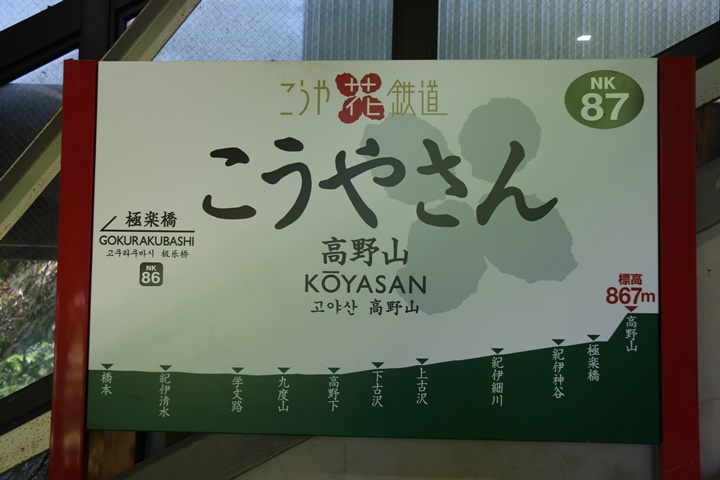 こうや花鉄道
NK
87
こうやさん
極楽橋
GOKURAKUBASHI
고쿠라쿠바시 极乐桥
NK
86
高野山
KŌYASAN
고야산 高野山
標高
867m
橋本
紀伊清水
学文路
九度山
高野下
下古沢
上古沢
紀伊細川
紀伊神谷
極楽橋
高野山